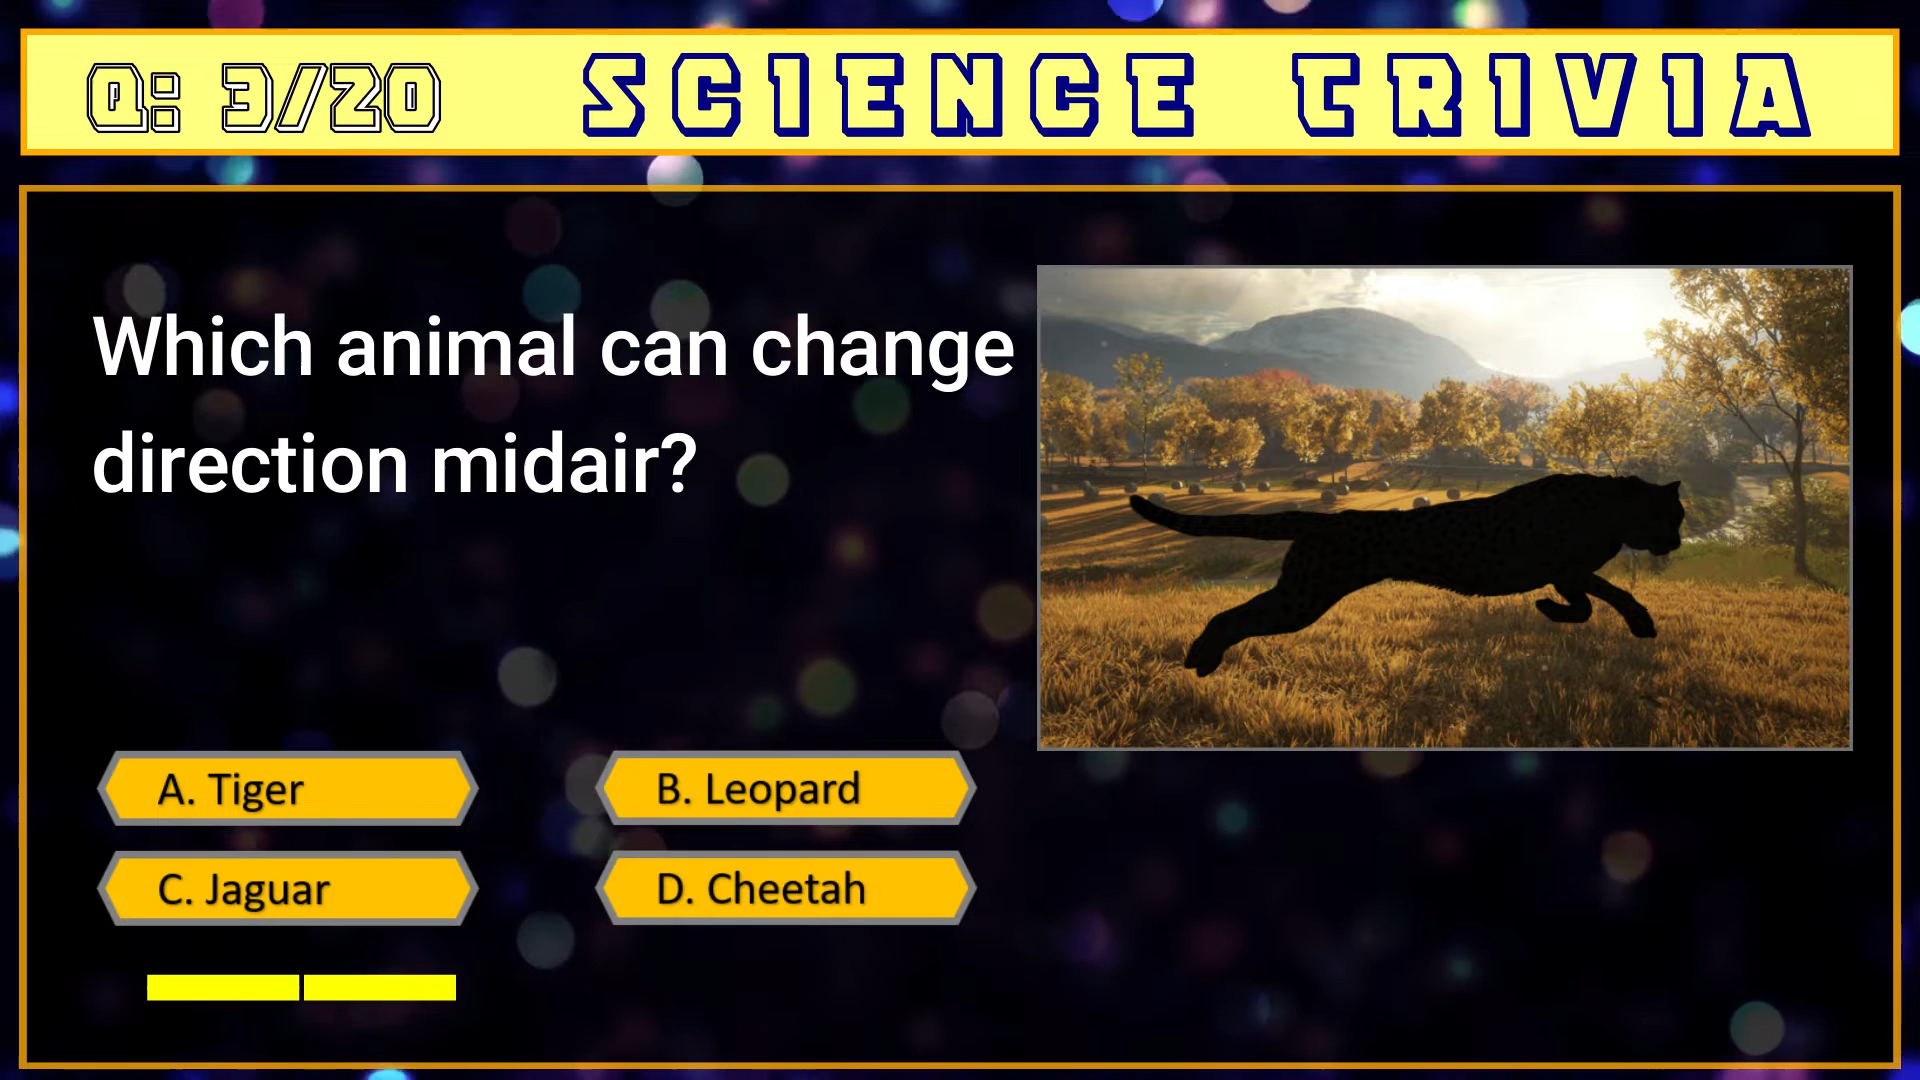 Q: 3/20 SCIENCE TRIVIA
Which animal can change
direction midair?
A. Tiger
B. Leopard
C. Jaguar
D. Cheetah